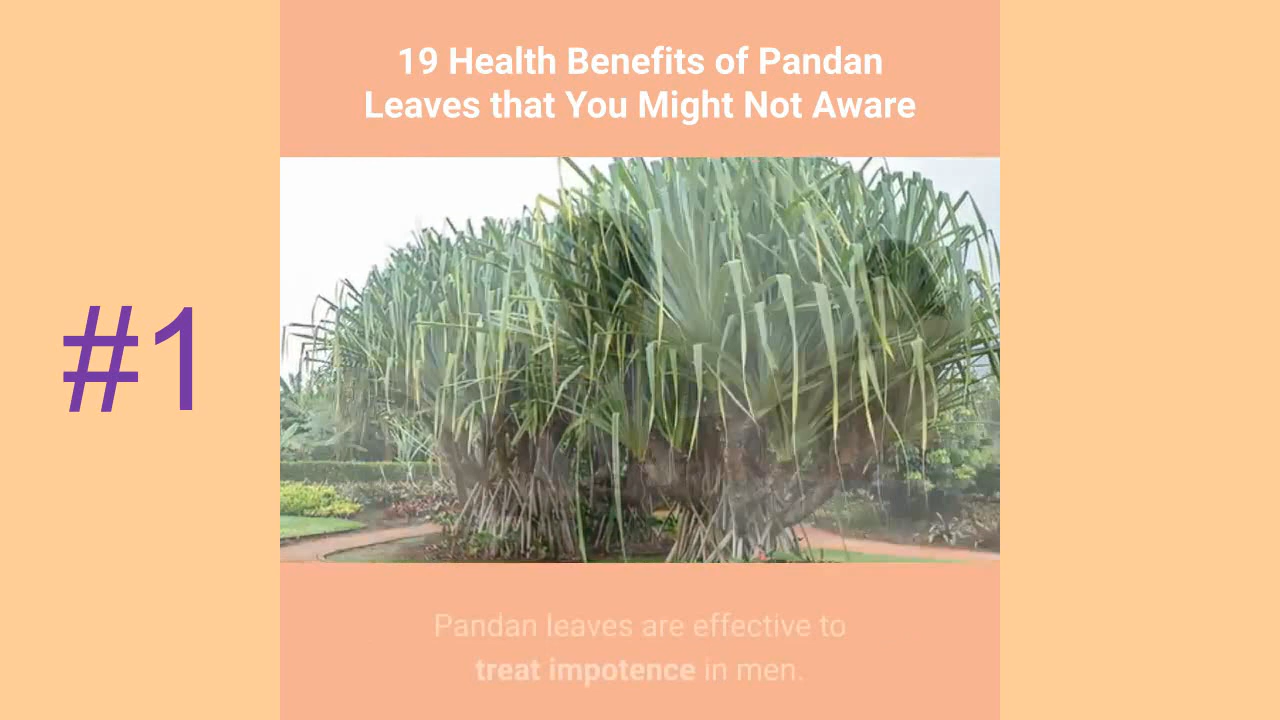 19 Health Benefits of Pandan
Leaves that You Might Not Aware
#1
Pandan leaves are effective to
treat impotence in men.